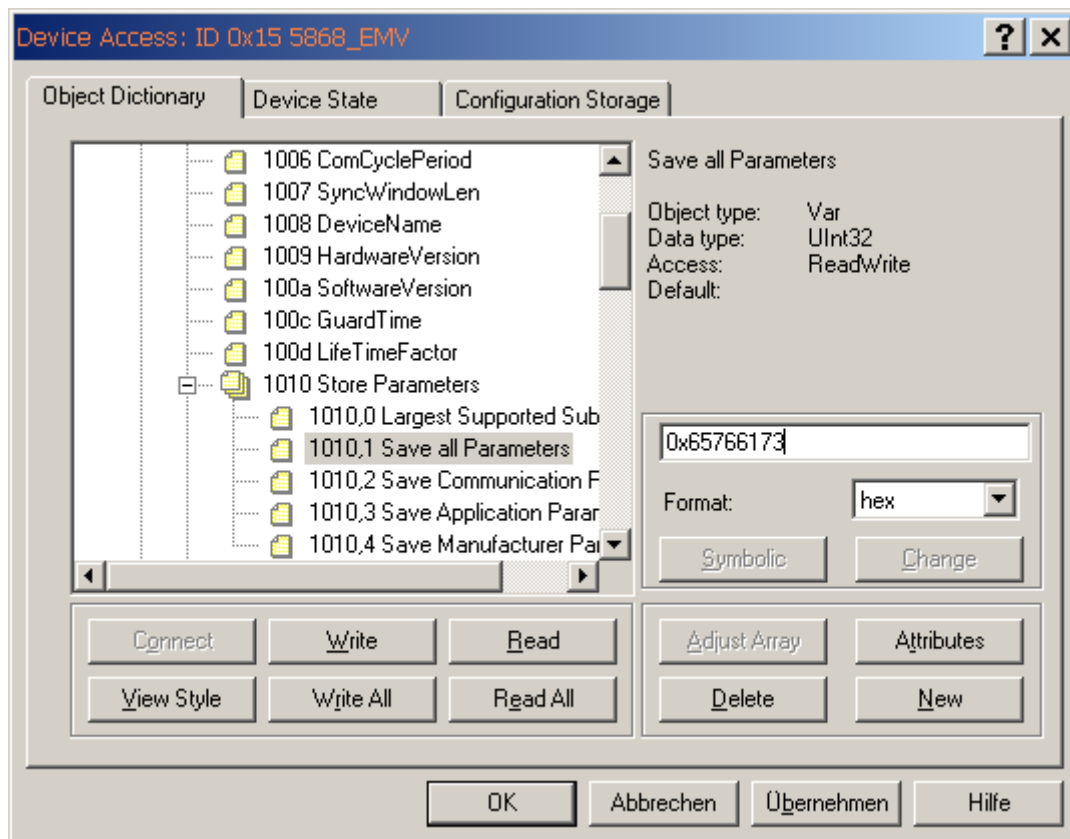 Device Access: ID 0x15 5868_EMV
Object Dictionary
Device State
Configuration Storage
1006 ComCyclePeriod
1007 SyncWindowLen
1008 DeviceName
1009 HardwareVersion
100a SoftwareVersion
100c GuardTime
100d LifeTimeFactor
1010 Store Parameters
1010,0 Largest Supported Sub
1010,1 Save all Parameters
1010,2 Save Communication F
1010,3 Save Application Parar
1010,4 Save Manufacturer Pa
Save all Parameters
Object type: Var
Data type: UInt32
Access: ReadWrite
Default:
0x65766173
Format: hex
Symbolic Change
Connect Write Read
View Style Write All Read All
Adjust Array Attributes
Delete New
OK Abbrechen Übernehmen Hilfe